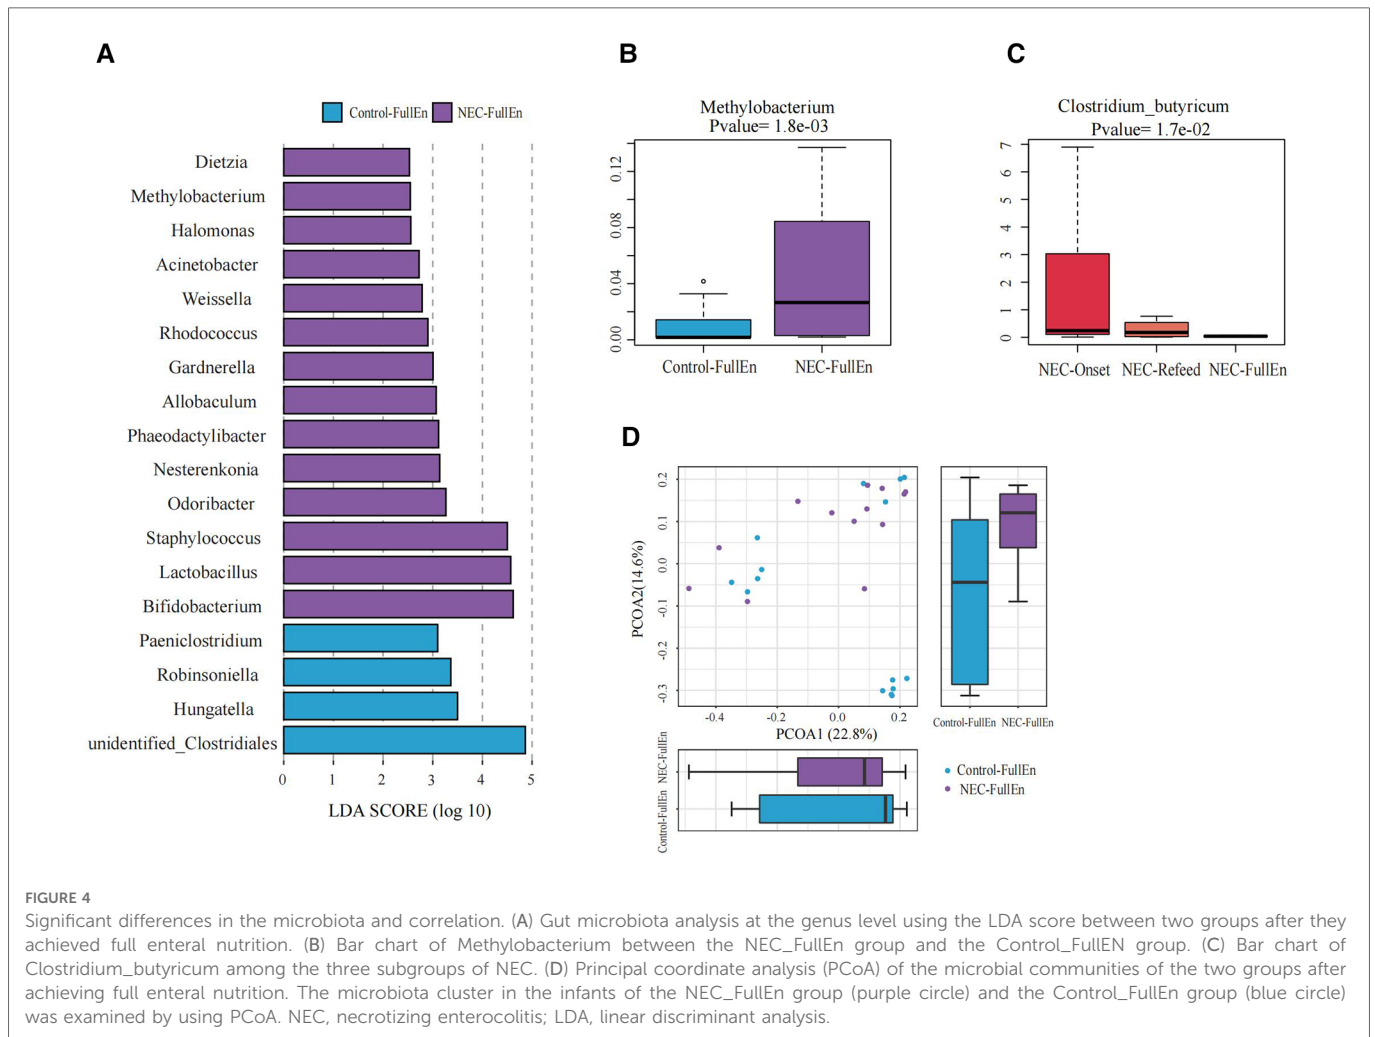 A
Control-FullEn NEC-FullEn
Dietzia
Methylobacterium
Halomonas
Acinetobacter
Weissella
Rhodococcus
Gardnerella
Allobaculum
Phaeodactylibacter
Nesterenkonia
Odoribacter
Staphylococcus
Lactobacillus
Bifidobacterium
Paeniclostridium
Robinsoniella
Hungatella
unidentified_Clostridiales
0 1 2 3 4 5
LDA SCORE (log 10)
B
Methylobacterium
Pvalue= 1.8e-03
0.12
0.08
0.04
0.00
Control-FullEn NEC-FullEn
C
Clostridium_butyricum
Pvalue= 1.7e-02
7
6
5
4
3
2
1
0
NEC-Onset NEC-Refeed NEC-FullEn
D
PCOA2(14.6%)
0.2
0.1
0.0
-0.1
-0.2
-0.3
-0.4 -0.2 0.0 0.2
PCOA1 (22.8%)
Control-FullEn NEC-FullEn
NEC-FullEn
Control-FullEn
Control-FullEn
NEC-FullEn
FIGURE 4
Significant differences in the microbiota and correlation. (A) Gut microbiota analysis at the genus level using the LDA score between two groups after they
achieved full enteral nutrition. (B) Bar chart of Methylobacterium between the NEC_FullEn group and the Control_FullEN group. (C) Bar chart of
Clostridium_butyricum among the three subgroups of NEC. (D) Principal coordinate analysis (PCoA) of the microbial communities of the two groups after
achieving full enteral nutrition. The microbiota cluster in the infants of the NEC_FullEn group (purple circle) and the Control_FullEn group (blue circle)
was examined by using PCoA. NEC, necrotizing enterocolitis; LDA, linear discriminant analysis.